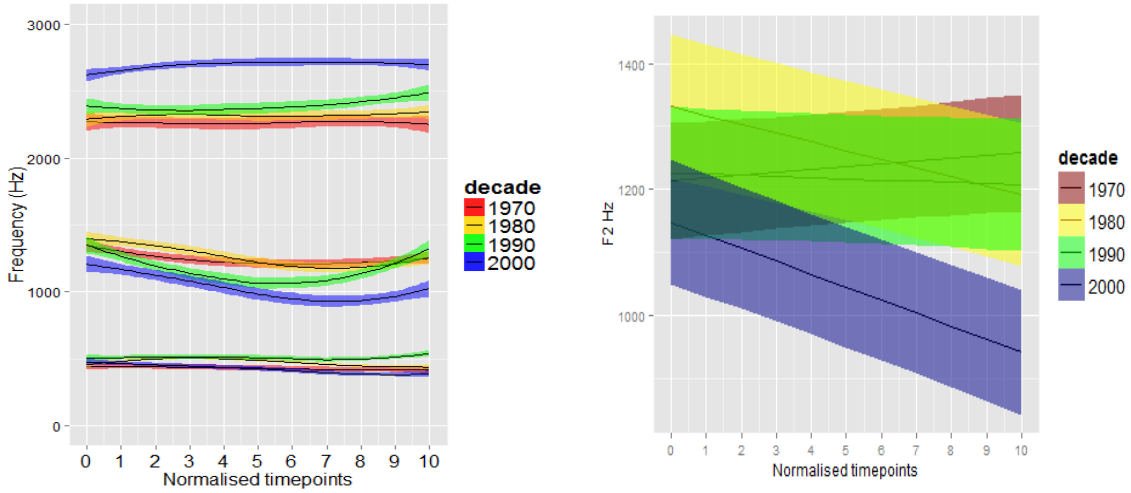 3000
2000
1000
0
Frequency (Hz)
0 1 2 3 4 5 6 7 8 9 10
Normalised timepoints
decade
1970
1980
1990
2000
1400
1300
1200
1100
1000
F2 Hz
0 1 2 3 4 5 6 7 8 9 10
Normalised timepoints
decade
1970
1980
1990
2000